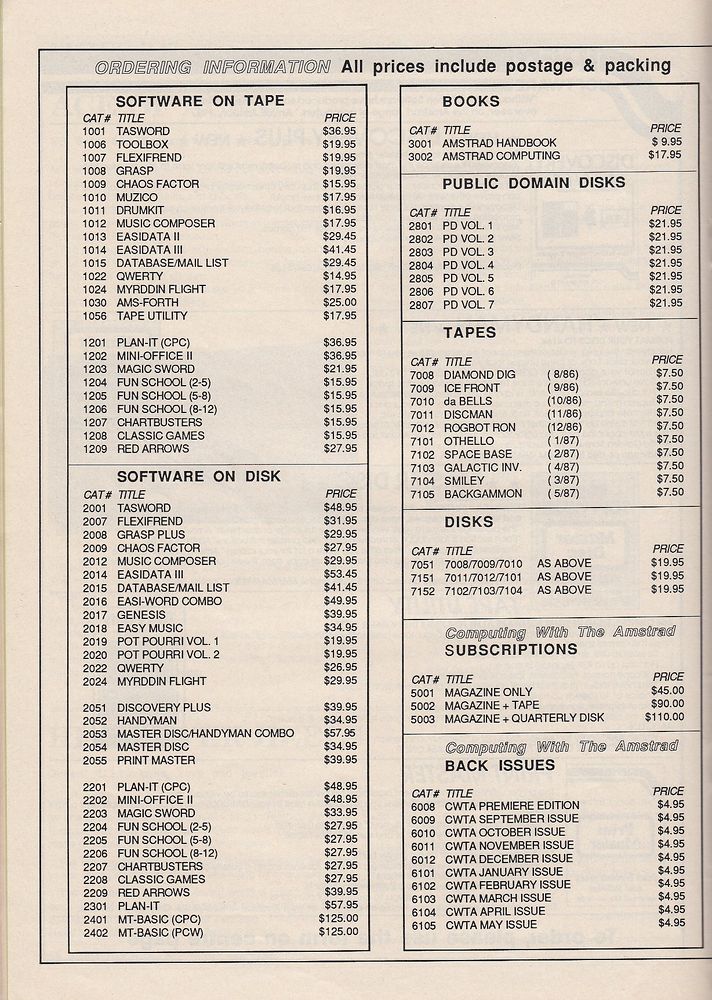 ORDERING INFORMATION All prices include postage & packing
SOFTWARE ON TAPE
CAT# TITLE PRICE
1001 TASWORD $36.95
1006 TOOLBOX $19.95
1007 FLEXIFREND $19.95
1008 GRASP $19.95
1009 CHAOS FACTOR $15.95
1010 MUZICO $17.95
1011 DRUMKIT $16.95
1012 MUSIC COMPOSER $17.95
1013 EASIDATA II $29.45
1014 EASIDATA III $41.45
1015 DATABASE/MAIL LIST $29.45
1022 QWERTY $14.95
1024 MYRDDIN FLIGHT $17.95
1030 AMS-FORTH $25.00
1056 TAPE UTILITY $17.95
1201 PLAN-IT (CPC) $36.95
1202 MINI-OFFICE II $36.95
1203 MAGIC SWORD $21.95
1204 FUN SCHOOL (2-5) $15.95
1205 FUN SCHOOL (5-8) $15.95
1206 FUN SCHOOL (8-12) $15.95
1207 CHARTBUSTERS $15.95
1208 CLASSIC GAMES $15.95
1209 RED ARROWS $27.95
SOFTWARE ON DISK
CAT# TITLE PRICE
2001 TASWORD $48.95
2007 FLEXIFREND $31.95
2008 GRASP PLUS $29.95
2009 CHAOS FACTOR $27.95
2012 MUSIC COMPOSER $29.95
2014 EASIDATA III $53.45
2015 DATABASE/MAIL LIST $41.45
2016 EASI-WORD COMBO $49.95
2017 GENESIS $39.95
2018 EASY MUSIC $34.95
2019 POT POURRI VOL. 1 $19.95
2020 POT POURRI VOL. 2 $19.95
2022 QWERTY $26.95
2024 MYRDDIN FLIGHT $29.95
2051 DISCOVERY PLUS $39.95
2052 HANDYMAN $34.95
2053 MASTER DISC/HANDYMAN COMBO $57.95
2054 MASTER DISC $34.95
2055 PRINT MASTER $39.95
2201 PLAN-IT (CPC) $48.95
2202 MINI-OFFICE II $48.95
2203 MAGIC SWORD $33.95
2204 FUN SCHOOL (2-5) $27.95
2205 FUN SCHOOL (5-8) $27.95
2206 FUN SCHOOL (8-12) $27.95
2207 CHARTBUSTERS $27.95
2208 CLASSIC GAMES $27.95
2209 RED ARROWS $39.95
2301 PLAN-IT $57.95
2401 MT-BASIC (CPC) $125.00
2402 MT-BASIC (PCW) $125.00
BOOKS
CAT# TITLE PRICE
3001 AMSTRAD HANDBOOK $ 9.95
3002 AMSTRAD COMPUTING $17.95
PUBLIC DOMAIN DISKS
CAT# TITLE PRICE
2801 PD VOL. 1 $21.95
2802 PD VOL. 2 $21.95
2803 PD VOL. 3 $21.95
2804 PD VOL. 4 $21.95
2805 PD VOL. 5 $21.95
2806 PD VOL. 6 $21.95
2807 PD VOL. 7 $21.95
TAPES
CAT# TITLE PRICE
7008 DIAMOND DIG ( 8/86) $7.50
7009 ICE FRONT ( 9/86) $7.50
7010 da BELLS (10/86) $7.50
7011 DISCMAN (11/86) $7.50
7012 ROGBOT RON (12/86) $7.50
7101 OTHELLO ( 1/87) $7.50
7102 SPACE BASE ( 2/87) $7.50
7103 GALACTIC INV. ( 4/87) $7.50
7104 SMILEY ( 3/87) $7.50
7105 BACKGAMMON ( 5/87) $7.50
DISKS
CAT# TITLE PRICE
7051 7008/7009/7010 AS ABOVE $19.95
7151 7011/7012/7101 AS ABOVE $19.95
7152 7102/7103/7104 AS ABOVE $19.95
Computing With The Amstrad
SUBSCRIPTIONS
CAT# TITLE PRICE
5001 MAGAZINE ONLY $45.00
5002 MAGAZINE + TAPE $90.00
5003 MAGAZINE + QUARTERLY DISK $110.00
Computing With The Amstrad
BACK ISSUES
CAT# TITLE PRICE
6008 CWTA PREMIERE EDITION $4.95
6009 CWTA SEPTEMBER ISSUE $4.95
6010 CWTA OCTOBER ISSUE $4.95
6011 CWTA NOVEMBER ISSUE $4.95
6012 CWTA DECEMBER ISSUE $4.95
6101 CWTA JANUARY ISSUE $4.95
6102 CWTA FEBRUARY ISSUE $4.95
6103 CWTA MARCH ISSUE $4.95
6104 CWTA APRIL ISSUE $4.95
6105 CWTA MAY ISSUE $4.95